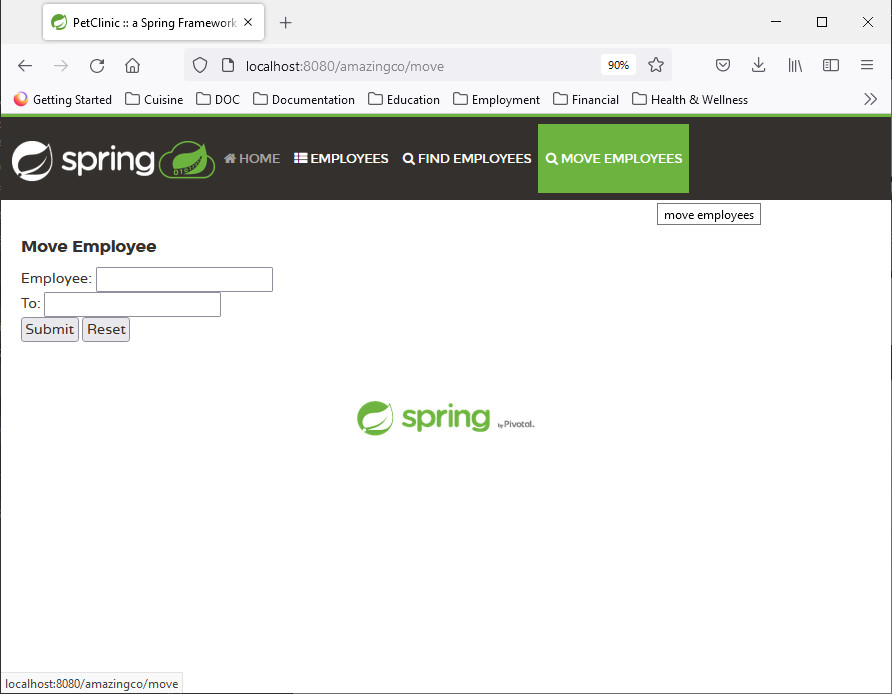 PetClinic :: a Spring Framework
localhost:8080/amazingco/move
90%
Getting Started Cuisine DOC Documentation Education Employment Financial Health & Wellness
spring HOME EMPLOYEES FIND EMPLOYEES MOVE EMPLOYEES
move employees
Move Employee
Employee:
To:
Submit Reset
spring by Pivotal.
localhost:8080/amazingco/move